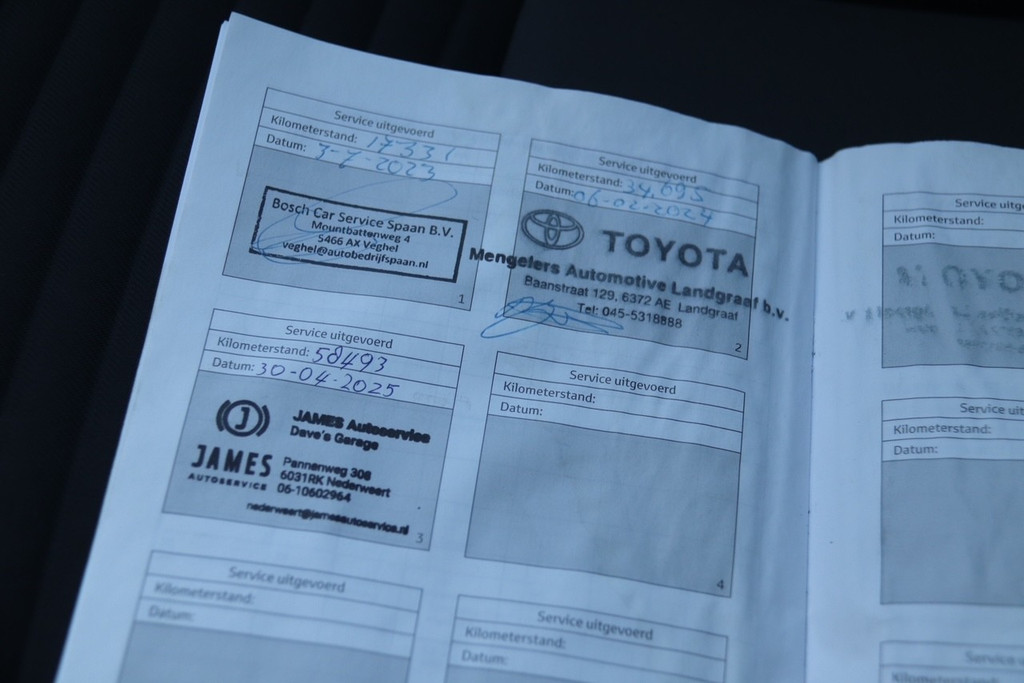 Service uitgevoerd
Kilometerstand: 17331
Datum: 3-7-2023
Bosch Car Service Spaan B.V.
Mountbattenweg 4
5466 AX Veghel
veghel@autobedrijfspaan.nl
1
Service uitgevoerd
Kilometerstand: 34,695
Datum: 06-02-2024
TOYOTA
Mengelers Automotive Landgraaf b.v.
Baanstraat 129, 6372 AE Landgraaf
Tel: 045-5318888
2
Service uitgevoerd
Kilometerstand: 58493
Datum: 30-04-2025
J
JAMES
AUTOSERVICE
JAMES Autoservice
Dave's Garage
Pannenweg 308
6031RK Nederweert
06-10602964
nederweert@jamesautoservice.nl
3
Service uitgevoerd
Kilometerstand:
Datum:
4
Service uitgevoerd
Kilometerstand:
Datum:
Service uitgevoerd
Kilometerstand:
Datum:
Service uitg
Kilometerstand:
Datum:
Service uit
Kilometerstand:
Datum:
Service u
Kilometerstand: